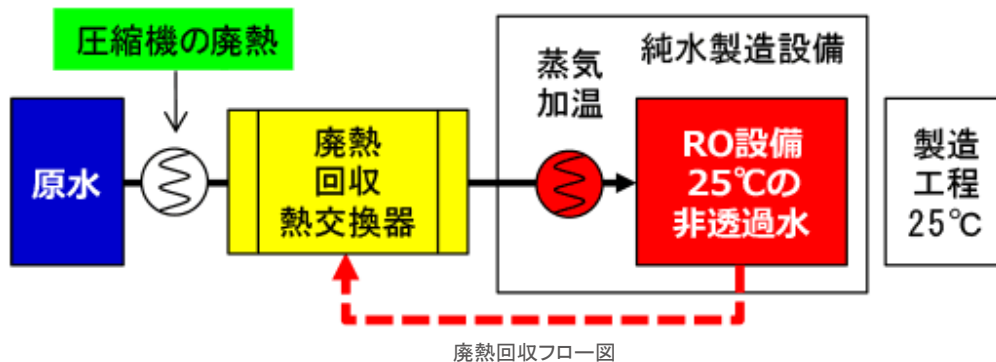 圧縮機の廃熱
原水
廃熱
回収
熱交換器
蒸気
加温
純水製造設備
RO設備
25℃の
非透過水
製造
工程
25℃
廃熱回収フロー図